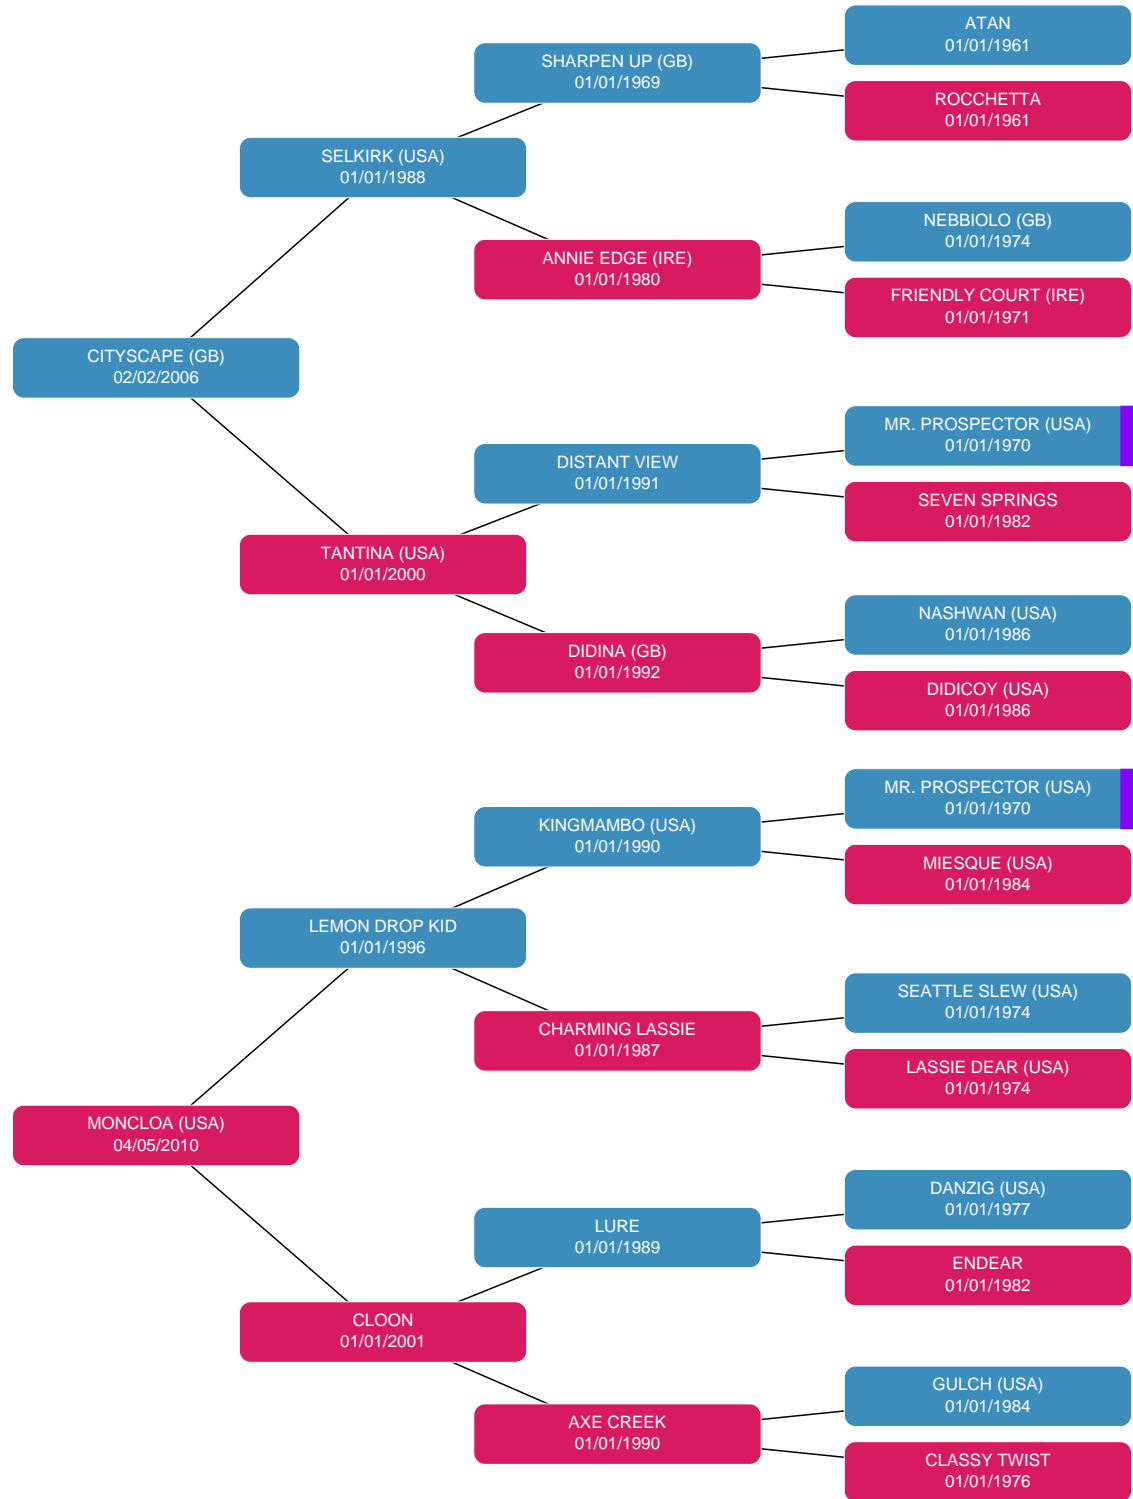 ATAN
01/01/1961
SHARPEN UP (GB)
01/01/1969
ROCCHETTA
01/01/1961
SELKIRK (USA)
01/01/1988
NEBBIOLO (GB)
01/01/1974
ANNIE EDGE (IRE)
01/01/1980
FRIENDLY COURT (IRE)
01/01/1971
CITYSCAPE (GB)
02/02/2006
MR. PROSPECTOR (USA)
01/01/1970
DISTANT VIEW
01/01/1991
SEVEN SPRINGS
01/01/1982
TANTINA (USA)
01/01/2000
NASHWAN (USA)
01/01/1986
DIDINA (GB)
01/01/1992
DIDICOY (USA)
01/01/1986
MR. PROSPECTOR (USA)
01/01/1970
KINGMAMBO (USA)
01/01/1990
MIESQUE (USA)
01/01/1984
LEMON DROP KID
01/01/1996
SEATTLE SLEW (USA)
01/01/1974
CHARMING LASSIE
01/01/1987
LASSIE DEAR (USA)
01/01/1974
MONCLOA (USA)
04/05/2010
DANZIG (USA)
01/01/1977
LURE
01/01/1989
ENDEAR
01/01/1982
CLOON
01/01/2001
GULCH (USA)
01/01/1984
AXE CREEK
01/01/1990
CLASSY TWIST
01/01/1976